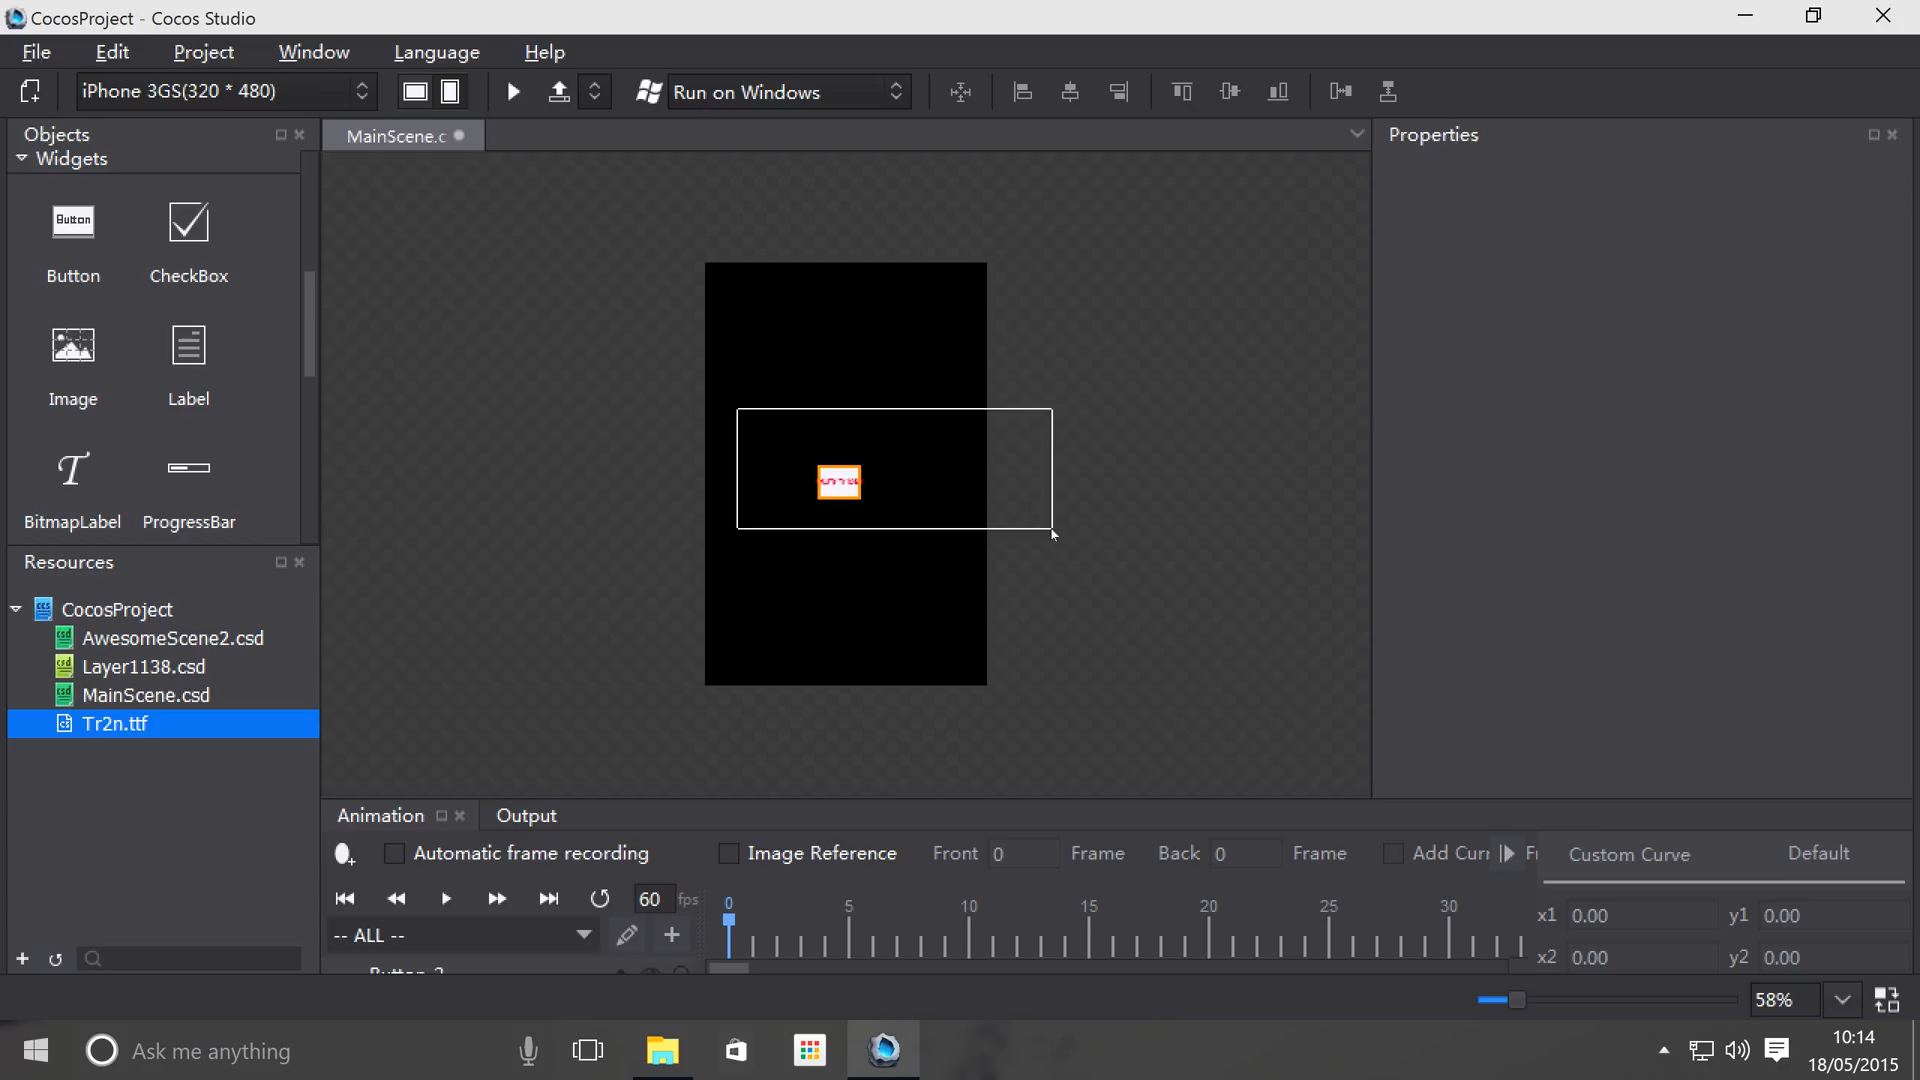 CocosProject - Cocos Studio
File Edit Project Window Language Help
iPhone 3GS(320 * 480)
Run on Windows
Objects
Widgets
Button
Button
CheckBox
Image
Label
BitmapLabel
ProgressBar
MainScene.c
Properties
Resources
CocosProject
AwesomeScene2.csd
Layer1138.csd
MainScene.csd
Tr2n.ttf
Animation
Output
Automatic frame recording
Image Reference
Front 0 Frame
Back 0 Frame
Add Curr
Custom Curve
Default
60 fps
0 5 10 15 20 25 30
-- ALL --
x1 0.00 y1 0.00
x2 0.00 y2 0.00
58%
Ask me anything
10:14
18/05/2015